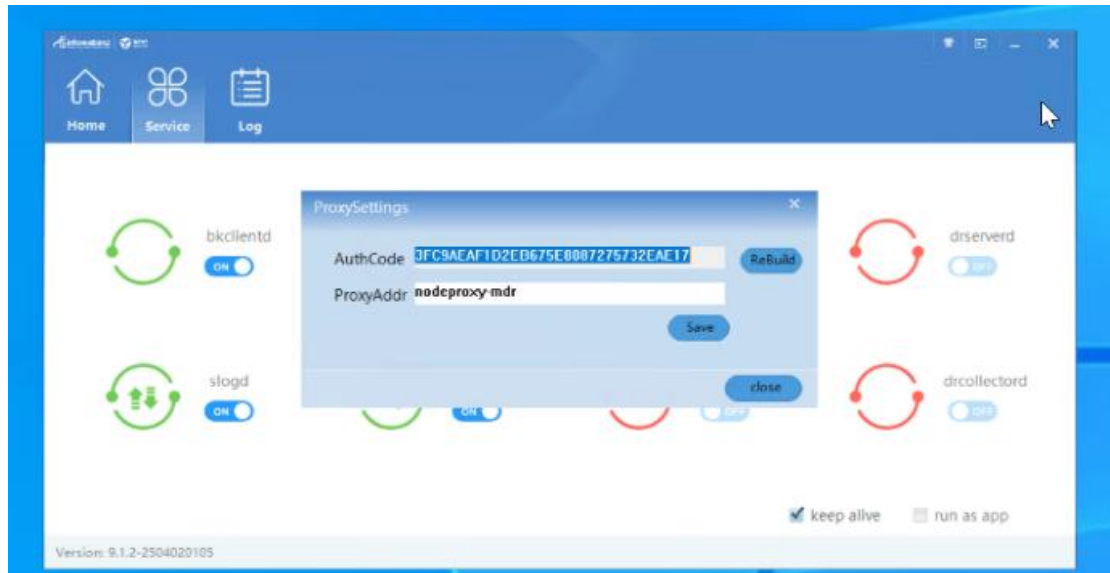 Home
Service
Log
ProxySettings
bkclientd
ON
AuthCode 3FC9AEAF1D2EB675E8087275732EAE17 ReBuild
ProxyAddr nodeproxy-mdr
Save
close
drserverd
OFF
slogd
ON
ON
OFF
drcollectord
OFF
keep alive
run as app
Version: 9.1.2-2504020105